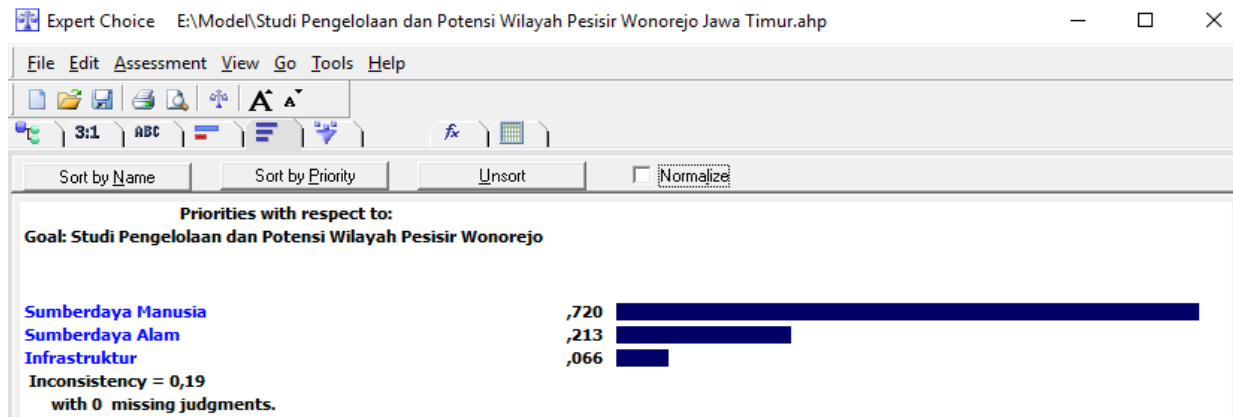 Expert Choice E:\Model\Studi Pengelolaan dan Potensi Wilayah Pesisir Wonorejo Jawa Timur.ahp
File Edit Assessment View Go Tools Help
A A
3:1 ABC fx
Sort by Name Sort by Priority Unsort Normalize
Priorities with respect to:
Goal: Studi Pengelolaan dan Potensi Wilayah Pesisir Wonorejo
Sumberdaya Manusia ,720
Sumberdaya Alam ,213
Infrastruktur ,066
Inconsistency = 0,19
with 0 missing judgments.